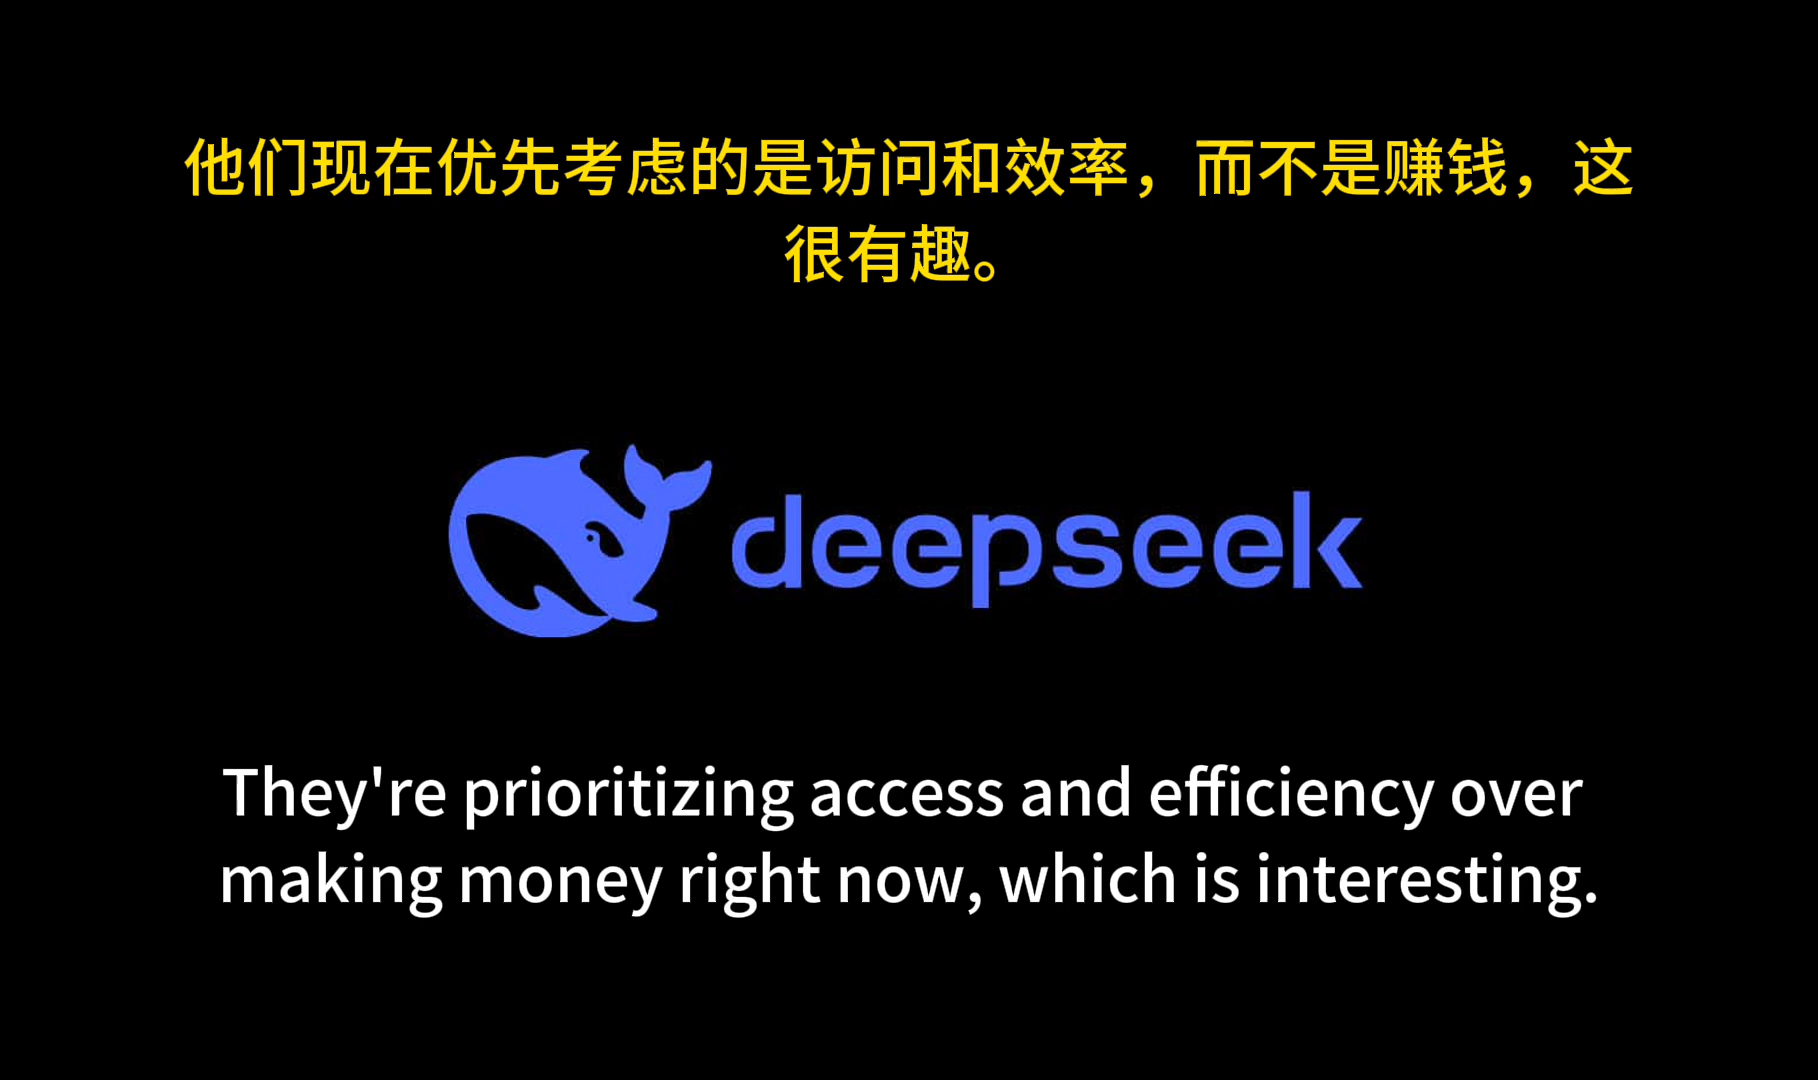 他们现在优先考虑的是访问和效率，而不是赚钱，这
很有趣。
deepseek
They're prioritizing access and efficiency over
making money right now, which is interesting.